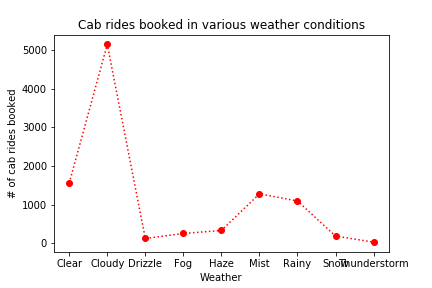 Cab rides booked in various weather conditions
# of cab rides booked
5000
4000
3000
2000
1000
0
Clear Cloudy Drizzle Fog Haze Mist Rainy Snow Thunderstorm
Weather